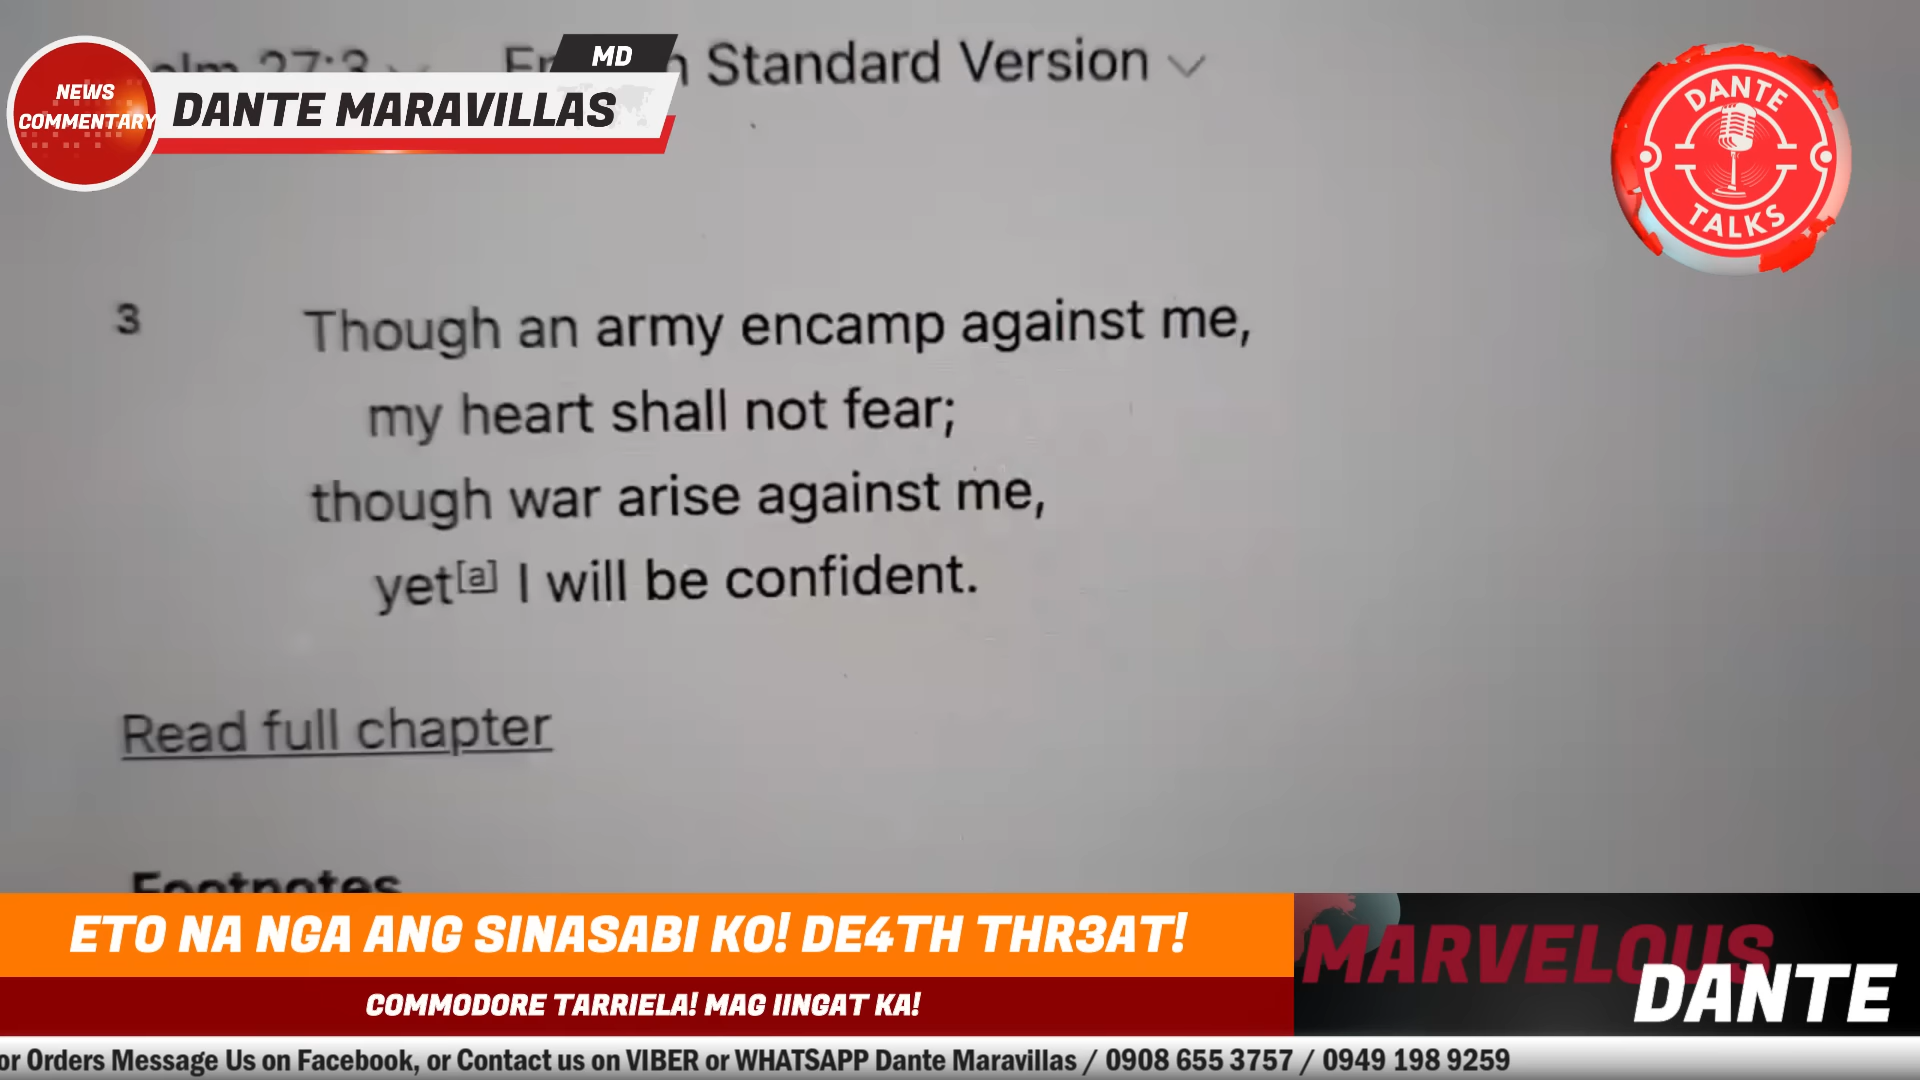 27:3
Standard Version
MD
NEWS
COMMENTARY
DANTE MARAVILLAS
DANTE
TALKS
3
Though an army encamp against me,
my heart shall not fear;
though war arise against me,
yet[a] I will be confident.
Read full chapter
Footnotes
ETO NA NGA ANG SINASABI KO! DE4TH THR3AT!
COMMODORE TARRIELA! MAG IINGAT KA!
MARVELOUS
DANTE
or Orders Message Us on Facebook, or Contact us on VIBER or WHATSAPP Dante Maravillas / 0908 655 3757 / 0949 198 9259